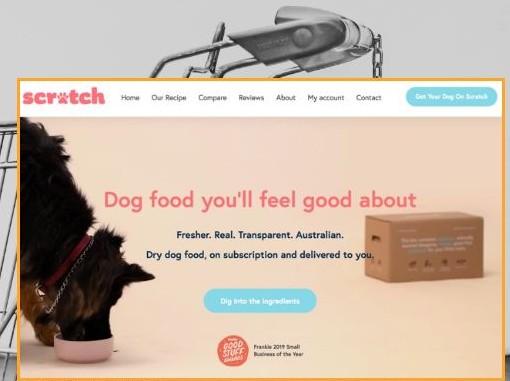 scratch
Home Our Recipe Compare Reviews About My account Contact
Get Your Dog On Scratch
Dog food you'll feel good about
Fresher. Real. Transparent. Australian.
Dry dog food, on subscription and delivered to you.
Dig into the ingredients
GOOD
STUFF
AWARDS
Frankie 2019 Small
Business of the Year